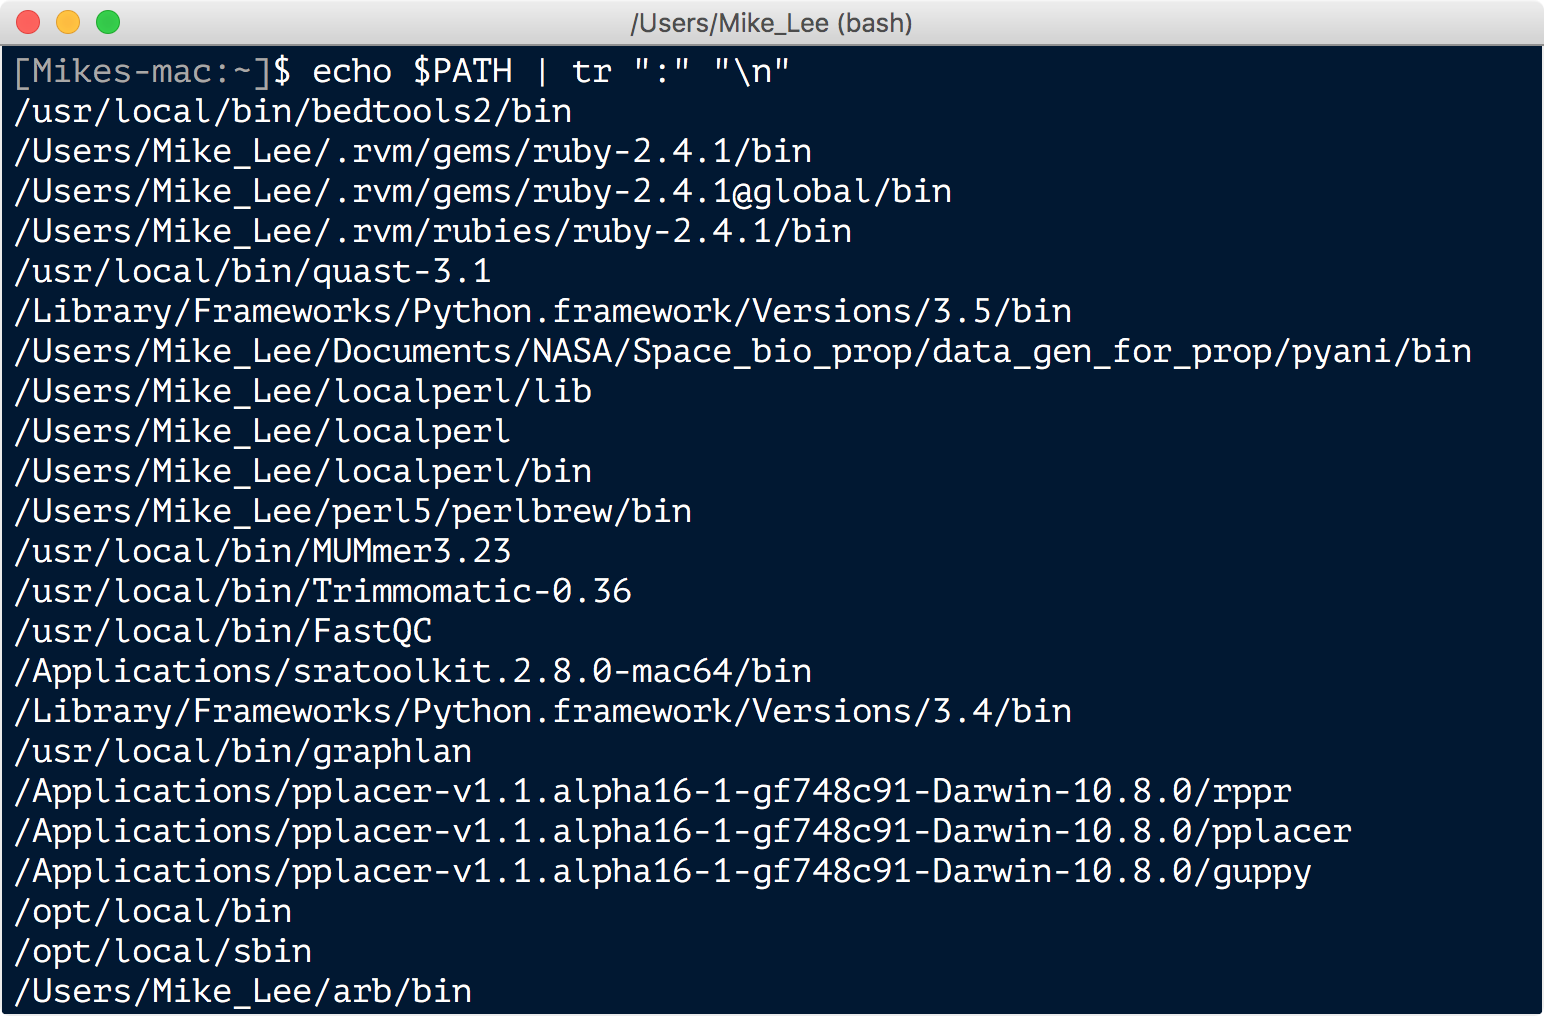 /Users/Mike_Lee (bash)
[Mikes-mac:~]$ echo $PATH | tr ":" "\n"
/usr/local/bin/bedtools2/bin
/Users/Mike_Lee/.rvm/gems/ruby-2.4.1/bin
/Users/Mike_Lee/.rvm/gems/ruby-2.4.1@global/bin
/Users/Mike_Lee/.rvm/rubies/ruby-2.4.1/bin
/usr/local/bin/quast-3.1
/Library/Frameworks/Python.framework/Versions/3.5/bin
/Users/Mike_Lee/Documents/NASA/Space_bio_prop/data_gen_for_prop/pyani/bin
/Users/Mike_Lee/localperl/lib
/Users/Mike_Lee/localperl
/Users/Mike_Lee/localperl/bin
/Users/Mike_Lee/perl5/perlbrew/bin
/usr/local/bin/MUMmer3.23
/usr/local/bin/Trimmomatic-0.36
/usr/local/bin/FastQC
/Applications/sratoolkit.2.8.0-mac64/bin
/Library/Frameworks/Python.framework/Versions/3.4/bin
/usr/local/bin/graphlan
/Applications/pplacer-v1.1.alpha16-1-gf748c91-Darwin-10.8.0/rppr
/Applications/pplacer-v1.1.alpha16-1-gf748c91-Darwin-10.8.0/pplacer
/Applications/pplacer-v1.1.alpha16-1-gf748c91-Darwin-10.8.0/guppy
/opt/local/bin
/opt/local/sbin
/Users/Mike_Lee/arb/bin